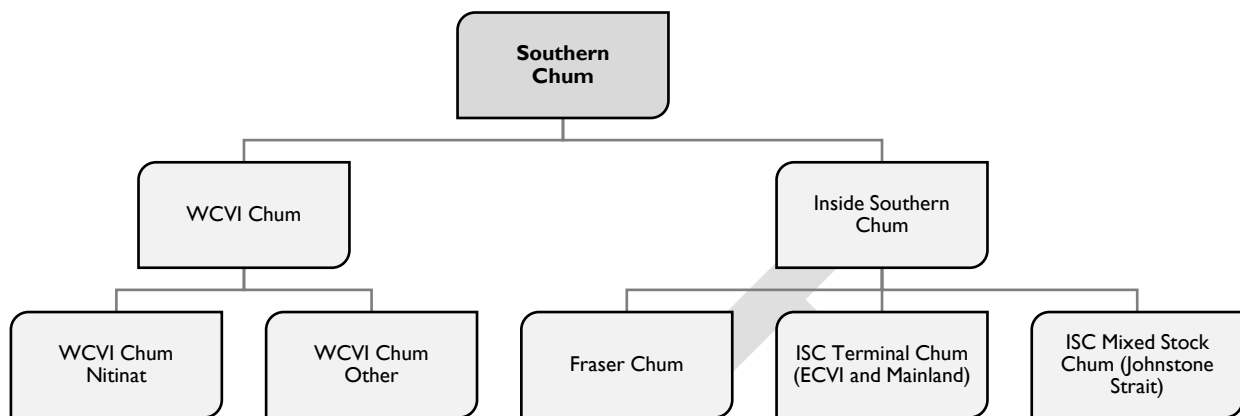 Southern
Chum
WCVI Chum
Inside Southern
Chum
WCVI Chum
Nitinat
WCVI Chum
Other
Fraser Chum
ISC Terminal Chum
(ECVI and Mainland)
ISC Mixed Stock
Chum (Johnstone
Strait)